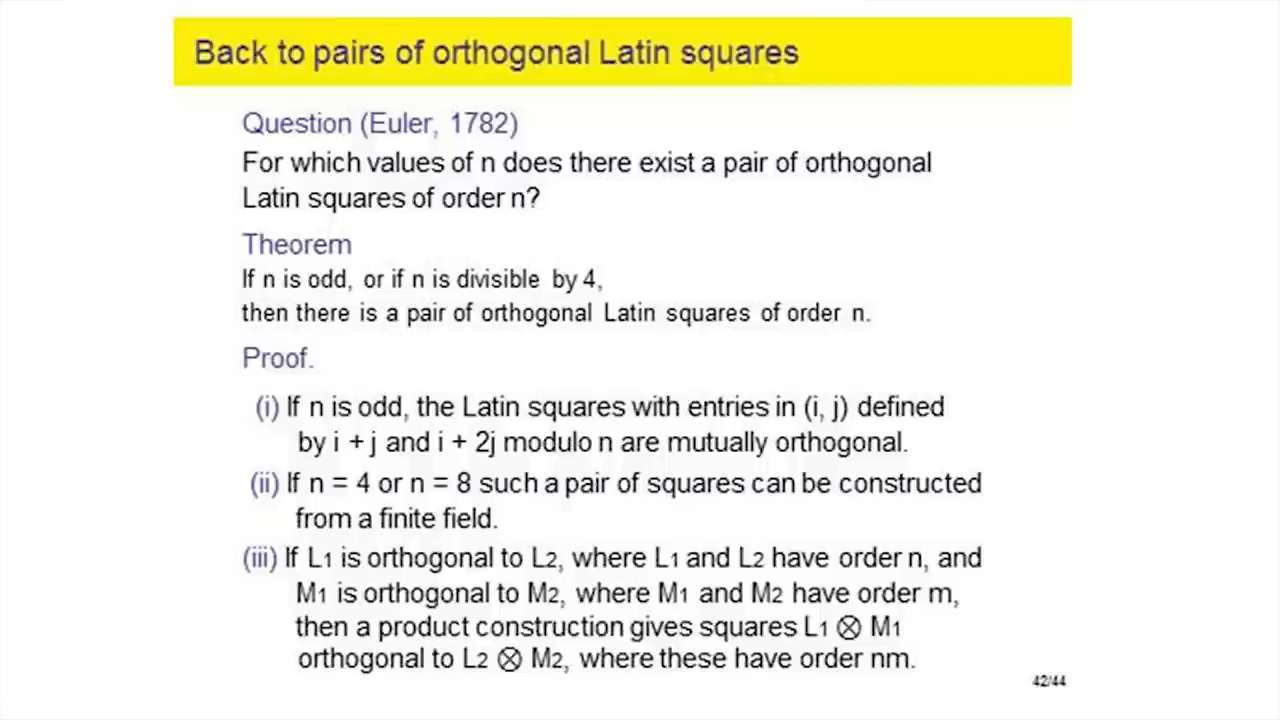 Back to pairs of orthogonal Latin squares
Question (Euler, 1782)
For which values of n does there exist a pair of orthogonal
Latin squares of order n?
Theorem
If n is odd, or if n is divisible by 4,
then there is a pair of orthogonal Latin squares of order n.
Proof.
(i) If n is odd, the Latin squares with entries in (i, j) defined
by i + j and i + 2j modulo n are mutually orthogonal.
(ii) If n = 4 or n = 8 such a pair of squares can be constructed
from a finite field.
(iii) If L1 is orthogonal to L2, where L1 and L2 have order n, and
M1 is orthogonal to M2, where M1 and M2 have order m,
then a product construction gives squares L1 ⊗ M1
orthogonal to L2 ⊗ M2, where these have order nm.
42/44